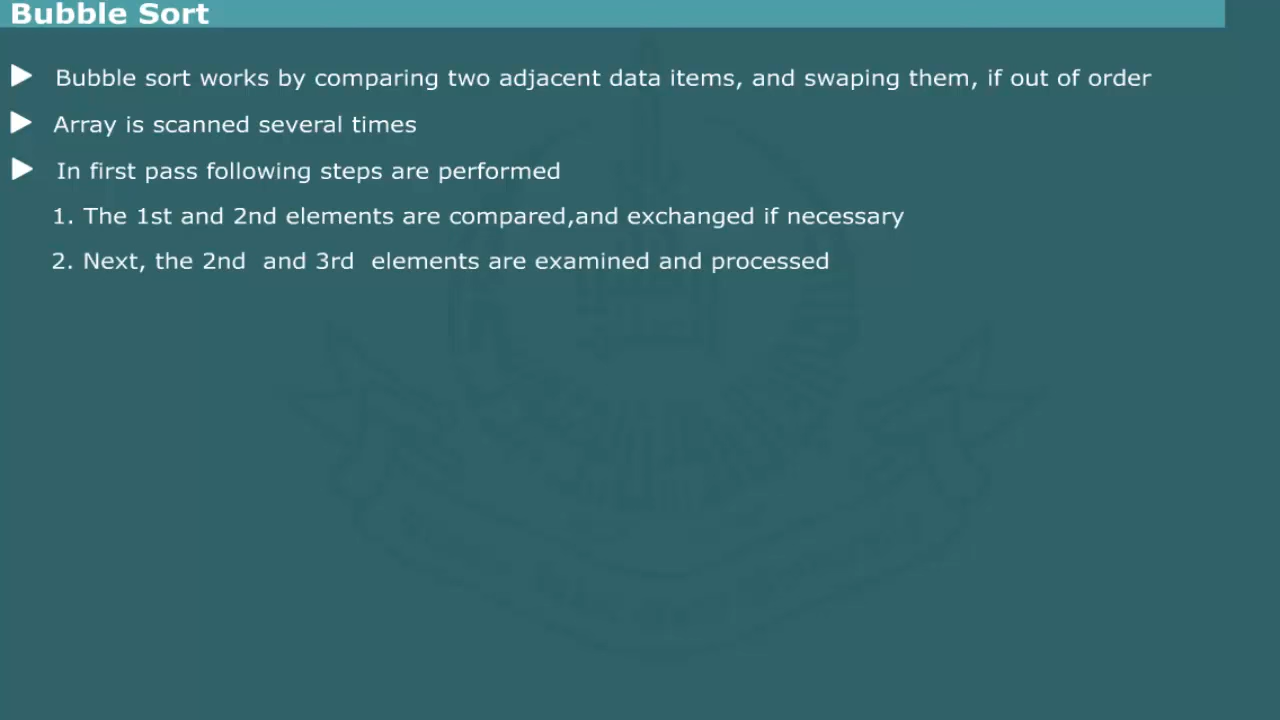 Bubble Sort
Bubble sort works by comparing two adjacent data items, and swaping them, if out of order
Array is scanned several times
In first pass following steps are performed
1. The 1st and 2nd elements are compared,and exchanged if necessary
2. Next, the 2nd and 3rd elements are examined and processed